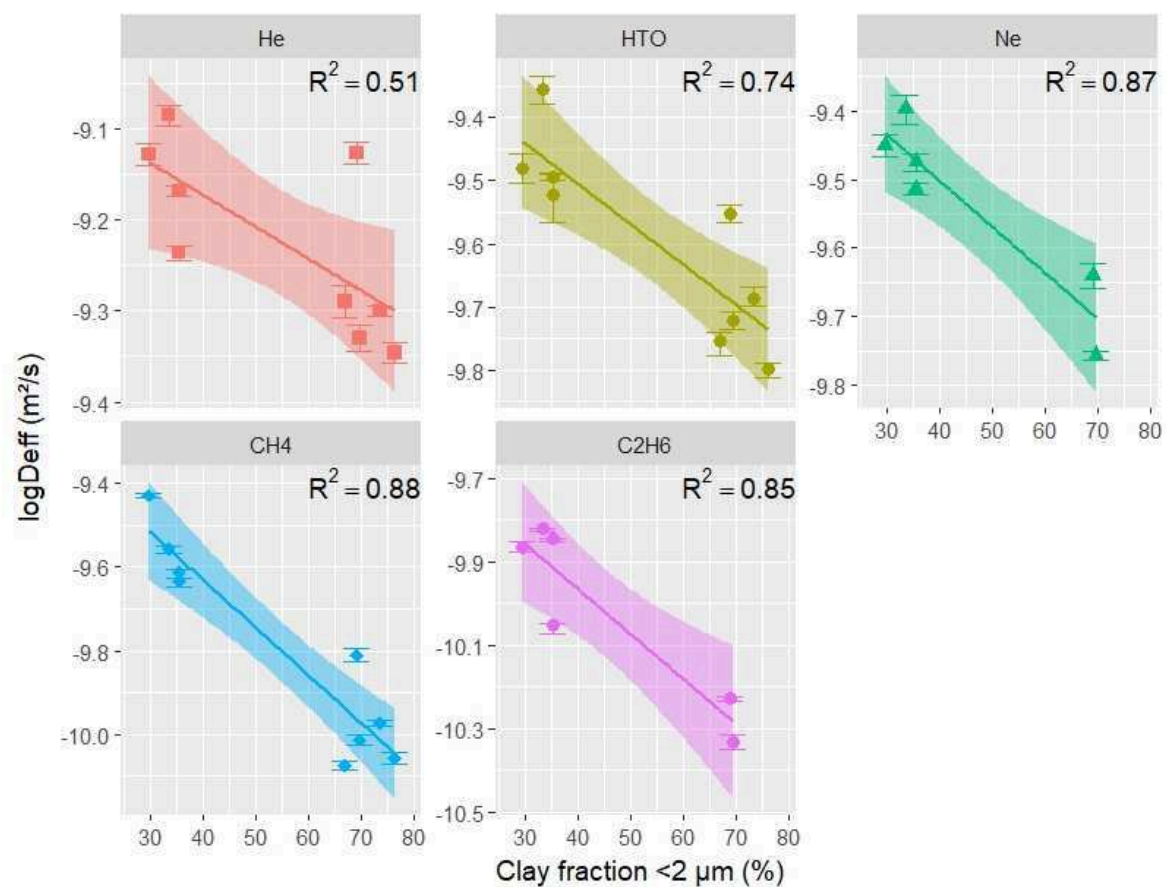 He
HTO
Ne
R² = 0.51
R² = 0.74
R² = 0.87
-9.1
-9.2
-9.3
-9.4
-9.4
-9.5
-9.6
-9.7
-9.8
-9.4
-9.5
-9.6
-9.7
-9.8
30 40 50 60 70 80
logDeff (m²/s)
CH4
C2H6
R² = 0.88
R² = 0.85
-9.4
-9.6
-9.8
-10.0
-9.7
-9.9
-10.1
-10.3
-10.5
30 40 50 60 70 80
30 40 50 60 70 80
Clay fraction <2 µm (%)